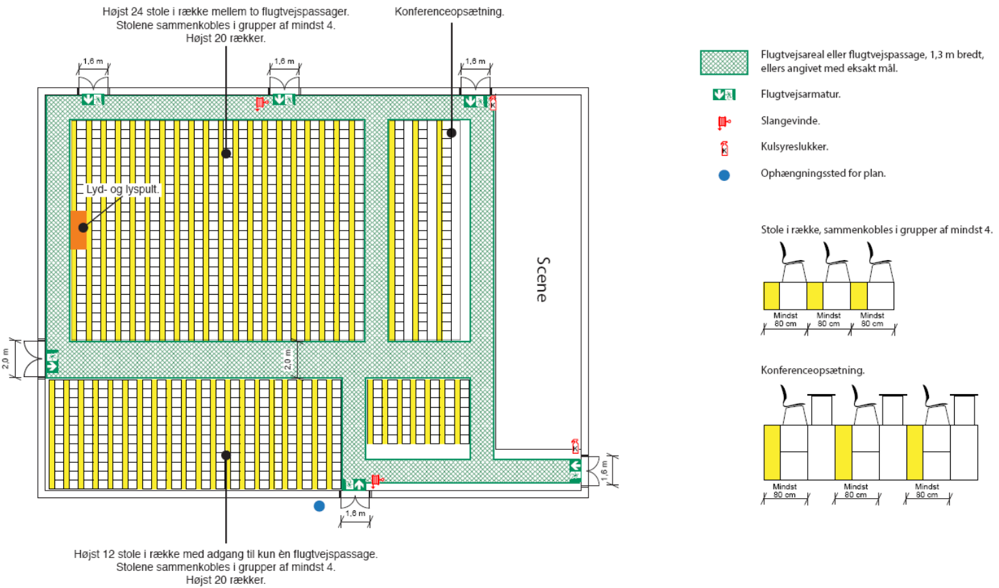 Højst 24 stole i række mellem to flugtvejspassager.
Stolene sammenkobles i grupper af mindst 4.
Højst 20 rækker.
Konferenceopsætning.
1,6 m
1,6 m
1,6 m
K
Lyd- og lyspult.
Scene
2,0 m
2,0 m
K
1,6 m
1,6 m
Højst 12 stole i række med adgang til kun èn flugtvejspassage.
Stolene sammenkobles i grupper af mindst 4.
Højst 20 rækker.
Flugtvejsareal eller flugtvejspassage, 1,3 m bredt,
ellers angivet med eksakt mål.
Flugtvejsarmatur.
Slangevinde.
K
Kulsyreslukker.
Ophængningssted for plan.
Stole i række, sammenkobles i grupper af mindst 4.
Mindst
80 cm
Mindst
80 cm
Mindst
80 cm
Konferenceopsætning.
Mindst
80 cm
Mindst
80 cm
Mindst
80 cm